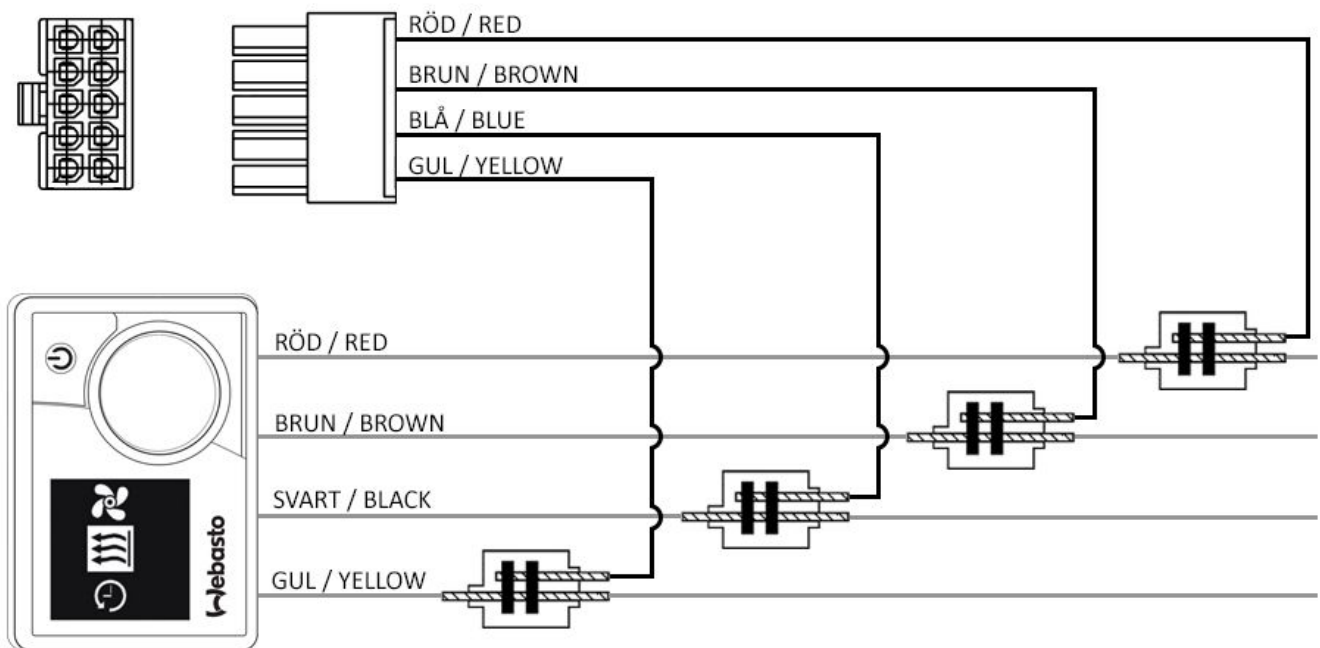 RÖD / RED
BRUN / BROWN
BLÅ / BLUE
GUL / YELLOW
RÖD / RED
BRUN / BROWN
SVART / BLACK
GUL / YELLOW
Webasto